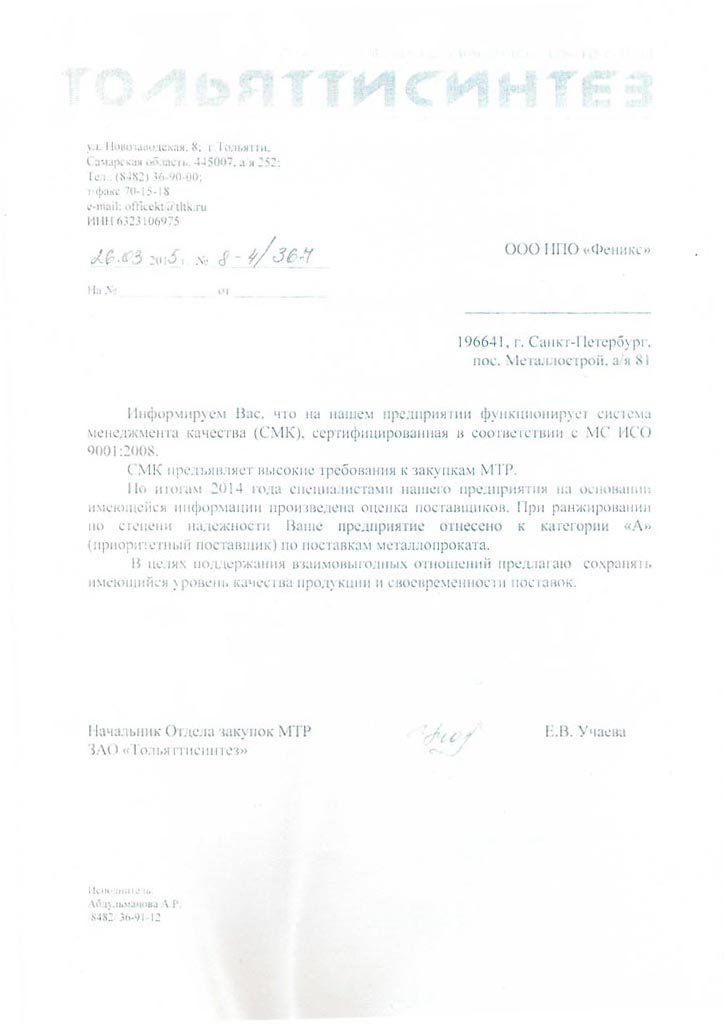 ТОЛЬЯТТИСИНТЕЗ
ул. Новозаводская, 8; г.Тольятти,
Самарская область, 445007, а/я 252;
Тел.: (8482) 36-90-00;
т-факс 70-15-18
e-mail: officekt@tltk.ru
ИНН 6323106975
26.03 2015 г. № 8-4/367
ООО НПО «Феникс»
На № от
196641, г. Санкт-Петербург,
пос. Металлострой, а/я 81
Информируем Вас, что на нашем предприятии функционирует система
менеджмента качества (СМК), сертифицированная в соответствии с МС ИСО
9001:2008.
СМК предъявляет высокие требования к закупкам МТР.
По итогам 2014 года специалистами нашего предприятия на основании
имеющейся информации произведена оценка поставщиков. При ранжировании
по степени надежности Ваше предприятие отнесено к категории «А»
(приоритетный поставщик) по поставкам металлопроката.
В целях поддержания взаимовыгодных отношений предлагаю сохранять
имеющийся уровень качества продукции и своевременности поставок.
Начальник Отдела закупок МТР Е.В. Учаева
ЗАО «Тольяттисинтез»
Исполнитель:
Абдульманова А.Р.
8482/ 36-91-12